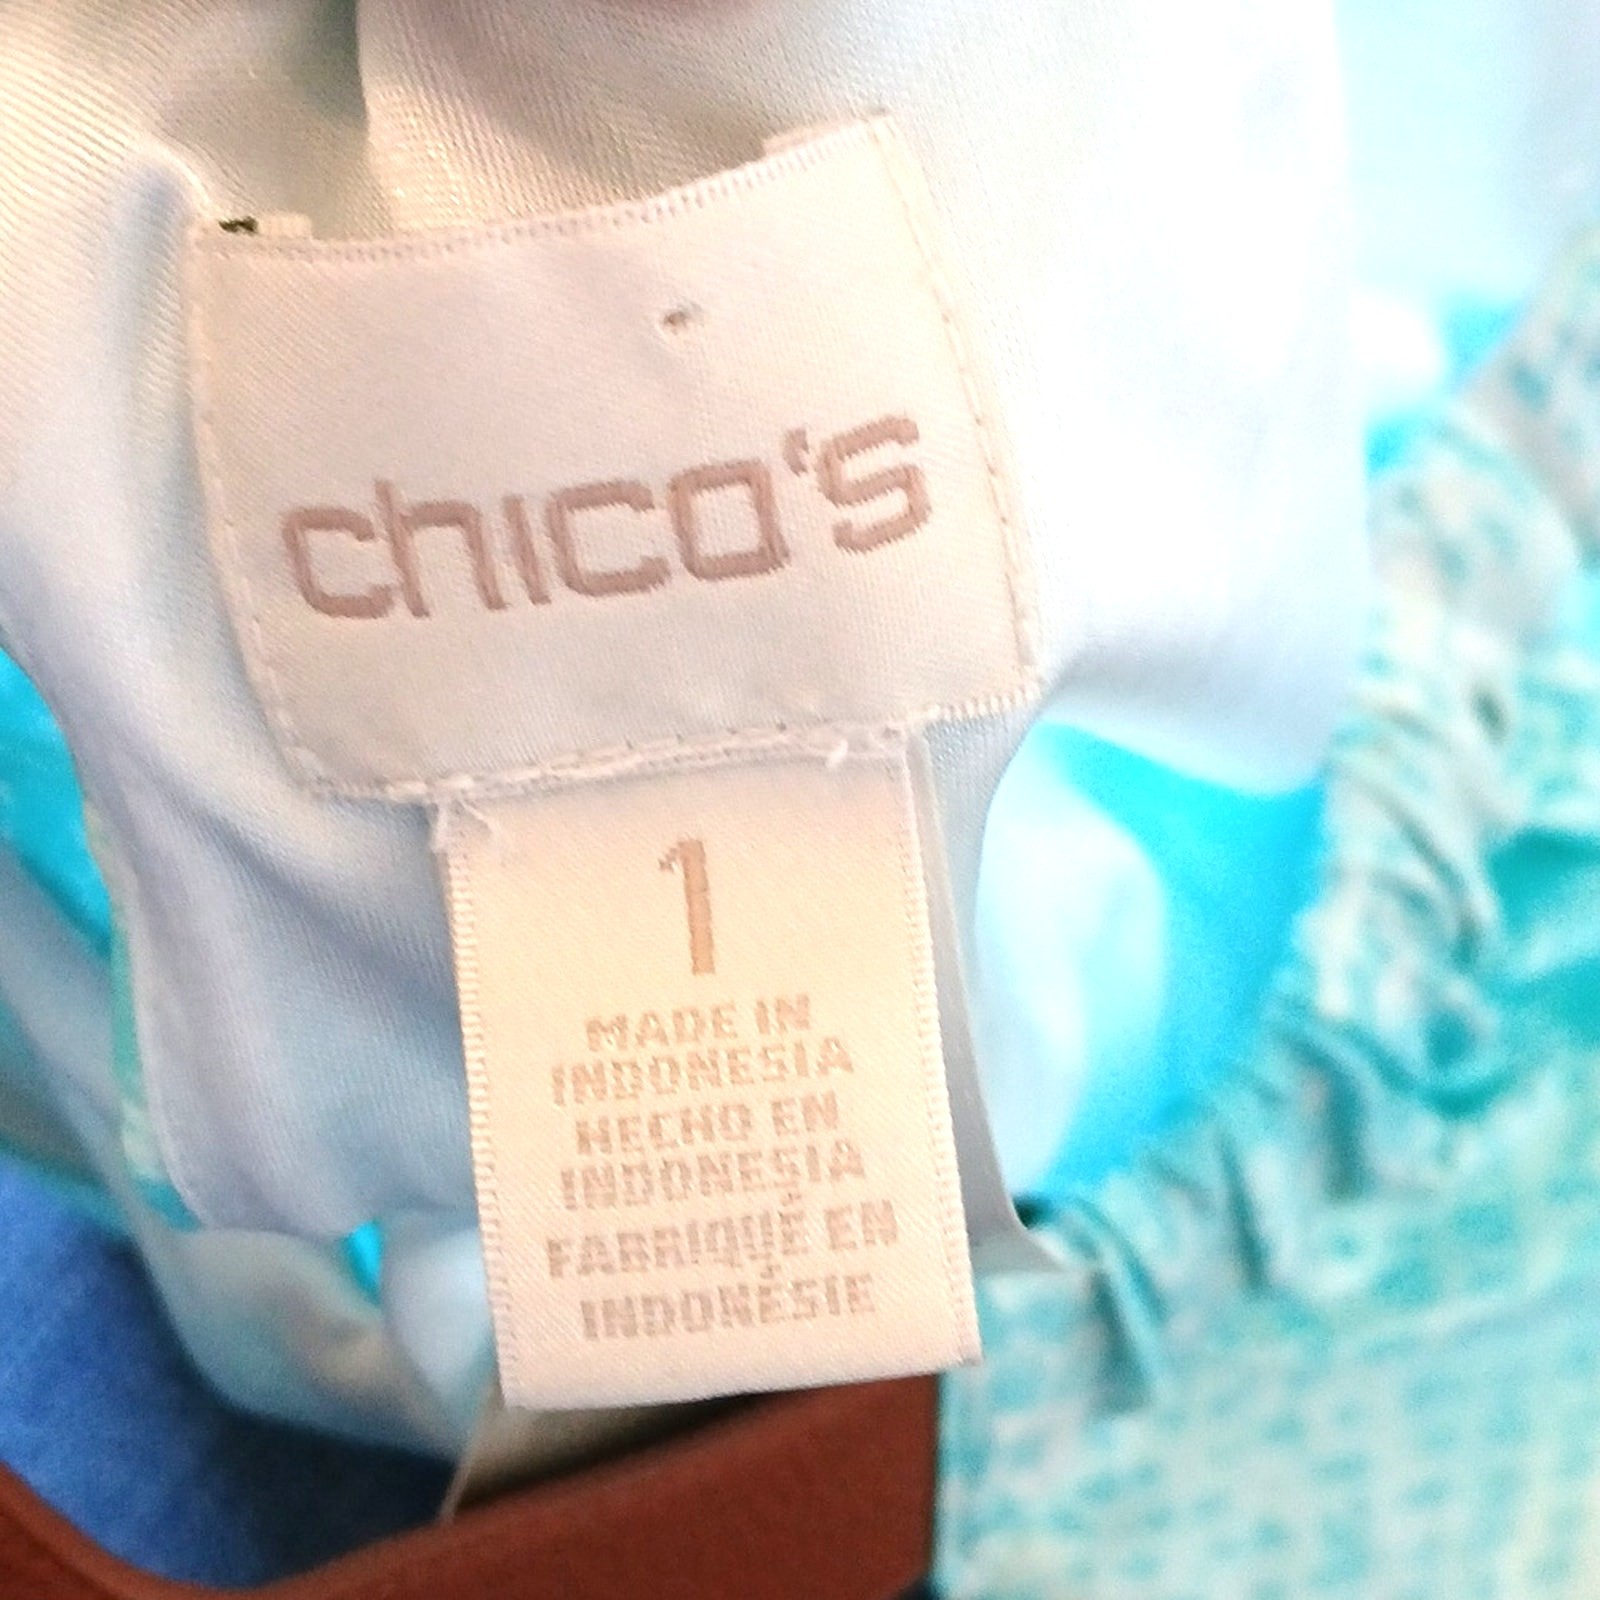 chico's
1
MADE IN
INDONESIA
HECHO EN
INDONESIA
FABRIQUÉ EN
INDONÉSIE